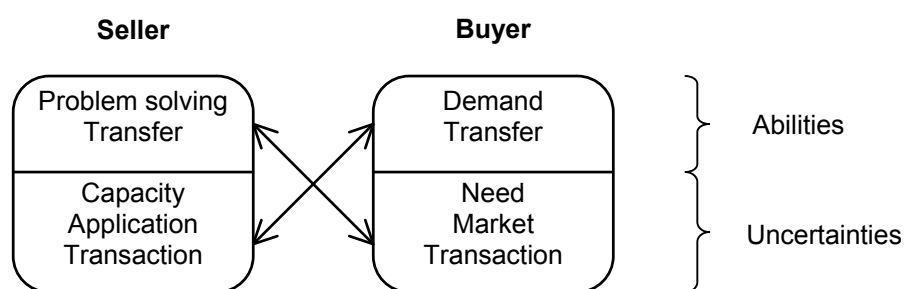 Seller
Buyer
Problem solving
Transfer
Demand
Transfer
Abilities
Capacity
Application
Transaction
Need
Market
Transaction
Uncertainties